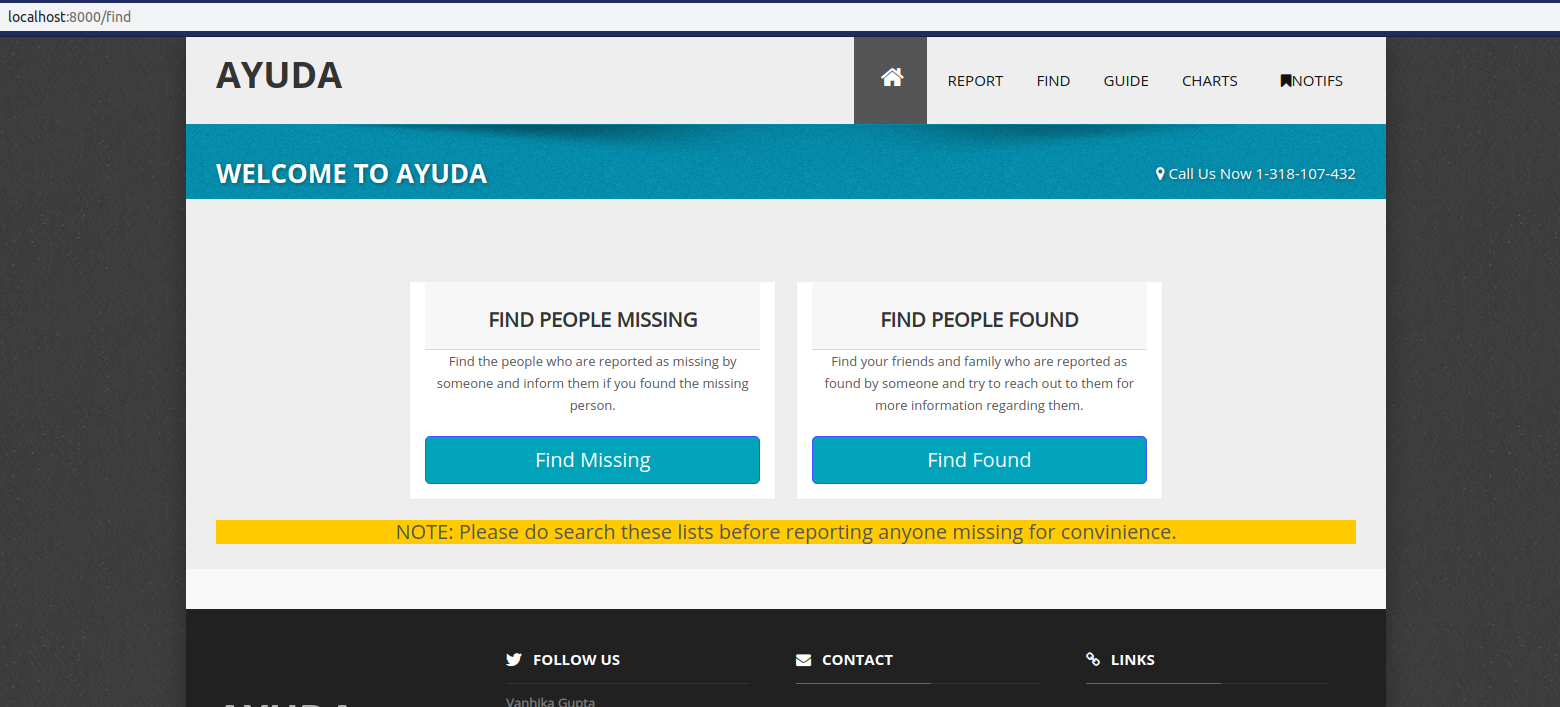 localhost:8000/find
AYUDA
REPORT FIND GUIDE CHARTS NOTIFS
WELCOME TO AYUDA
Call Us Now 1-318-107-432
FIND PEOPLE MISSING
Find the people who are reported as missing by
someone and inform them if you found the missing
person.
Find Missing
FIND PEOPLE FOUND
Find your friends and family who are reported as
found by someone and try to reach out to them for
more information regarding them.
Find Found
NOTE: Please do search these lists before reporting anyone missing for convinience.
FOLLOW US
Vanhika Gupta
CONTACT
LINKS
AYUDA